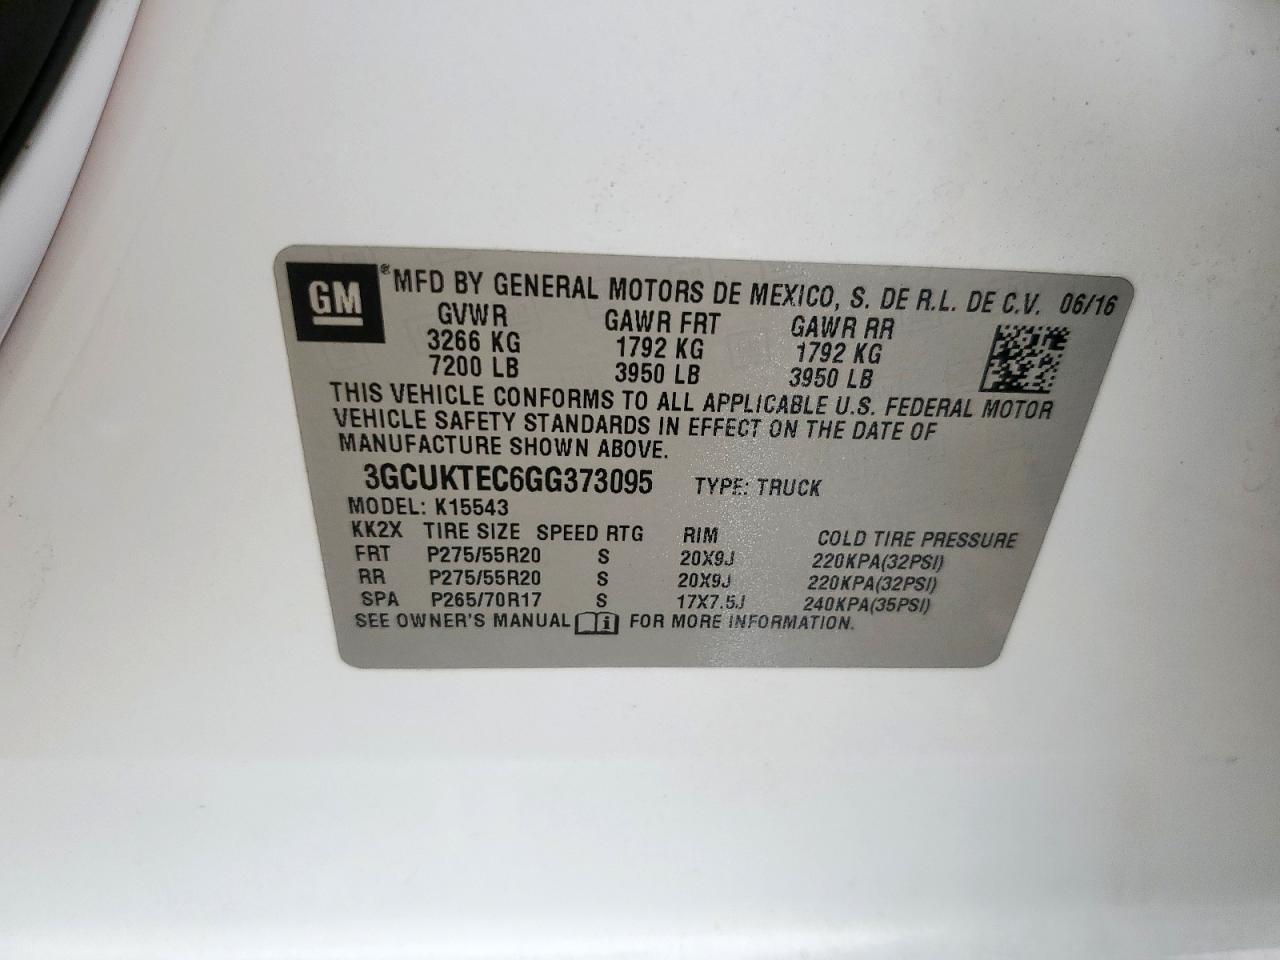 GM ® MFD BY GENERAL MOTORS DE MEXICO, S. DE R.L. DE C.V. 06/16
GVWR GAWR FRT GAWR RR
3266 KG 1792 KG 1792 KG
7200 LB 3950 LB 3950 LB
THIS VEHICLE CONFORMS TO ALL APPLICABLE U.S. FEDERAL MOTOR
VEHICLE SAFETY STANDARDS IN EFFECT ON THE DATE OF
MANUFACTURE SHOWN ABOVE.
3GCUKTEC6GG373095 TYPE: TRUCK
MODEL: K15543
KK2X TIRE SIZE SPEED RTG RIM COLD TIRE PRESSURE
FRT P275/55R20 S 20X9J 220KPA(32PSI)
RR P275/55R20 S 20X9J 220KPA(32PSI)
SPA P265/70R17 S 17X7.5J 240KPA(35PSI)
SEE OWNER'S MANUAL i FOR MORE INFORMATION.